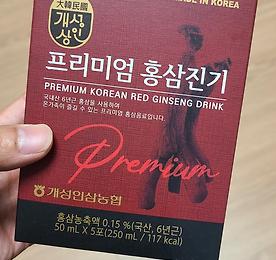 MADE IN KOREA
大韓民國
개성
상인
프리미엄 홍삼진기
PREMIUM KOREAN RED GINSENG DRINK
국내산 6년근 홍삼을 사용하여
온가족이 즐길 수 있는 프리미엄 홍삼음료입니다.
Premium
개성인삼농협
홍삼농축액 0.15 %(국산, 6년근)
50 mL X 5포(250 mL / 117 kcal)